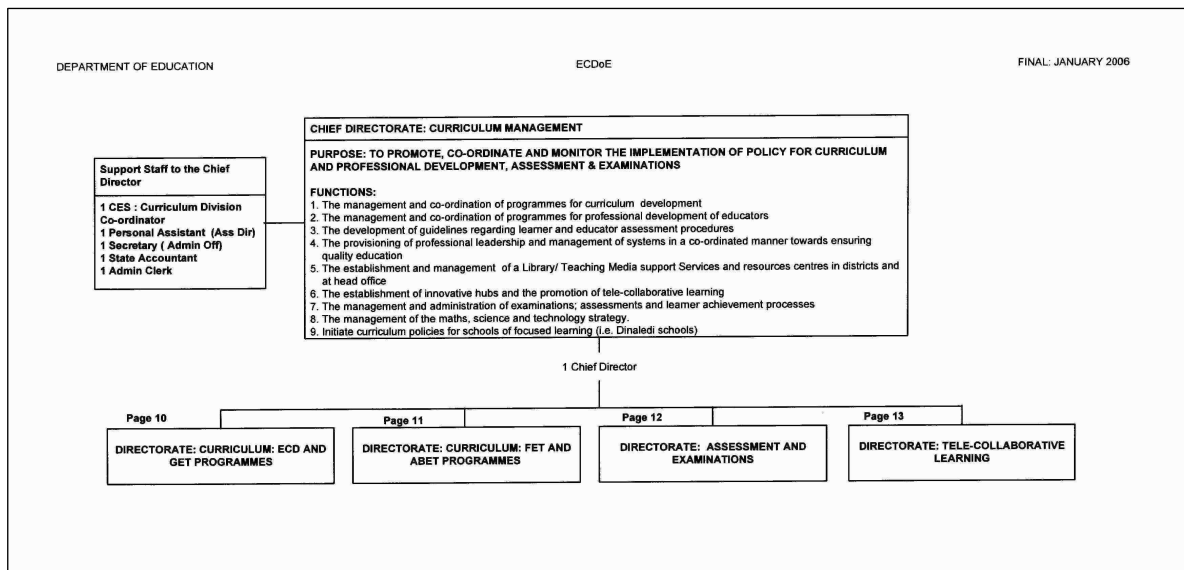 DEPARTMENT OF EDUCATION
ECDoE
FINAL: JANUARY 2006
CHIEF DIRECTORATE: CURRICULUM MANAGEMENT
PURPOSE: TO PROMOTE, CO-ORDINATE AND MONITOR THE IMPLEMENTATION OF POLICY FOR CURRICULUM
AND PROFESSIONAL DEVELOPMENT, ASSESSMENT & EXAMINATIONS
FUNCTIONS:
1. The management and co-ordination of programmes for curriculum development
2. The management and co-ordination of programmes for professional development of educators
3. The development of guidelines regarding learner and educator assessment procedures
4. The provisioning of professional leadership and management of systems in a co-ordinated manner towards ensuring
quality education
5. The establishment and management of a Library/ Teaching Media support Services and resources centres in districts and
at head office
6. The establishment of innovative hubs and the promotion of tele-collaborative learning
7. The management and administration of examinations; assessments and learner achievement processes
8. The management of the maths, science and technology strategy.
9. Initiate curriculum policies for schools of focused learning (i.e. Dinaledi schools)
Support Staff to the Chief
Director
1 CES : Curriculum Division
Co-ordinator
1 Personal Assistant (Ass Dir)
1 Secretary ( Admin Off)
1 State Accountant
1 Admin Clerk
1 Chief Director
Page 10
DIRECTORATE: CURRICULUM: ECD AND
GET PROGRAMMES
Page 11
DIRECTORATE: CURRICULUM: FET AND
ABET PROGRAMMES
Page 12
DIRECTORATE: ASSESSMENT AND
EXAMINATIONS
Page 13
DIRECTORATE: TELE-COLLABORATIVE
LEARNING